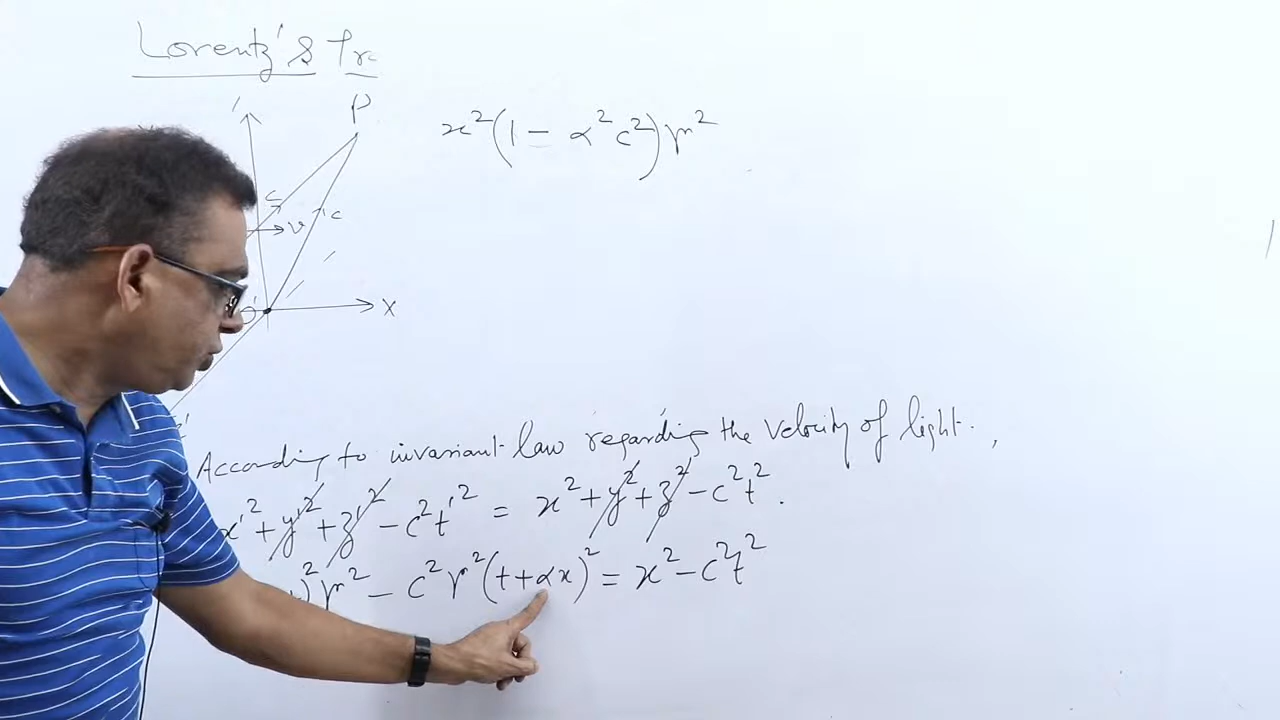 Lorentz's Tr
P
x²(1 - α²c²)γ²
c
c
v
O'
X
According to invariant law regarding the velocity of light.,
x'² + y'² + z'² - c²t'² = x² + y² + z² - c²t².
)²γ² - c²γ²(t + αx)² = x² - c²t²